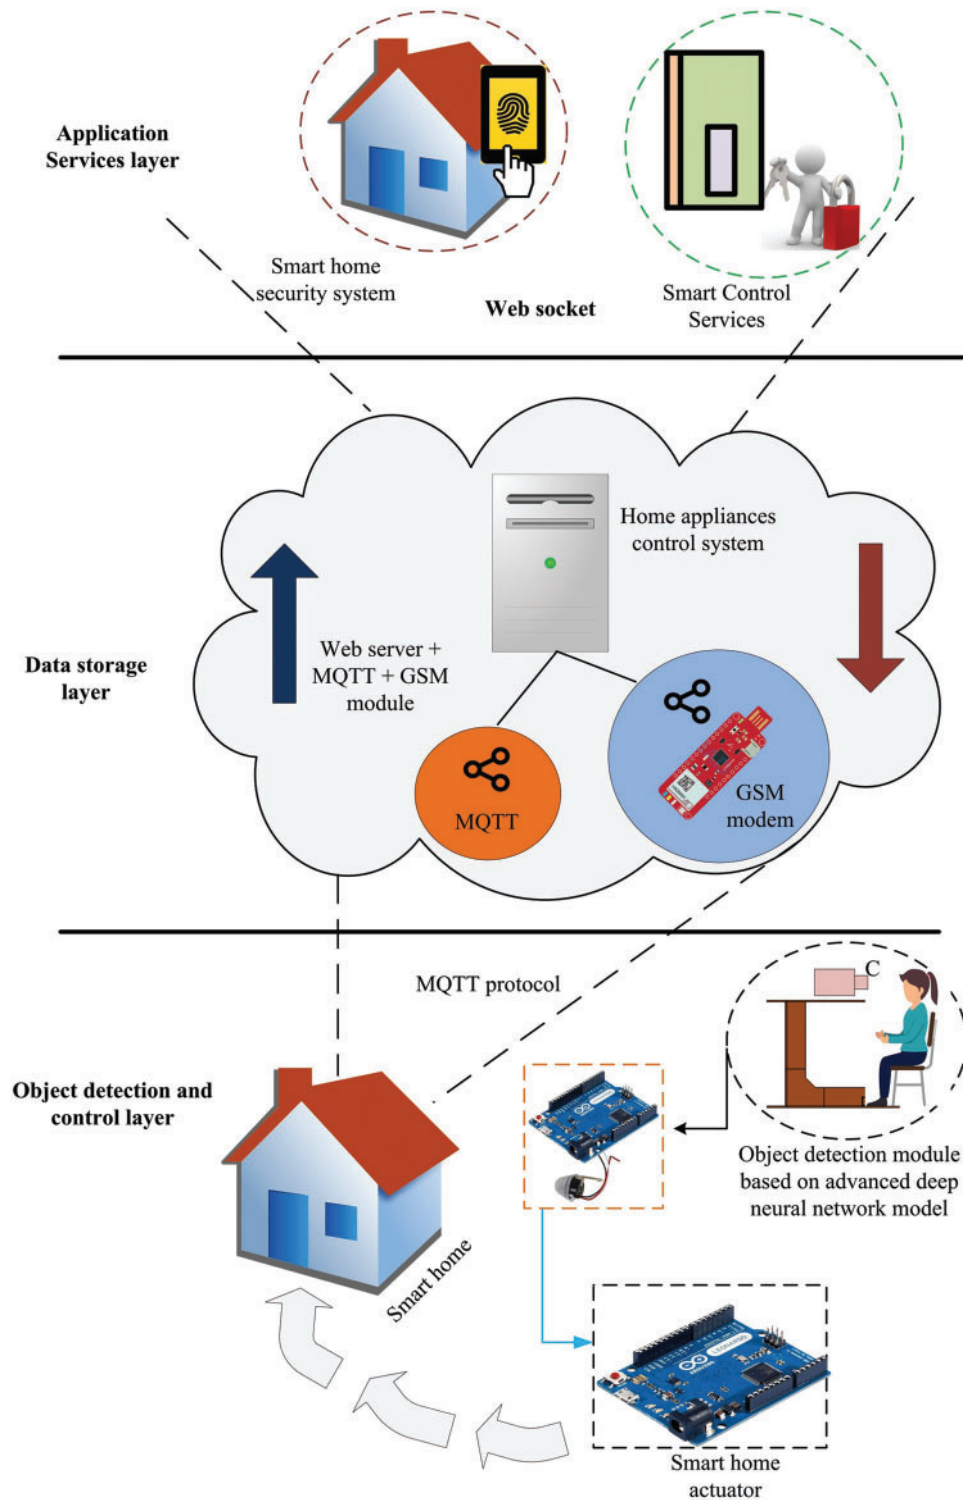 Application
Services layer
Smart home
security system
Web socket
Smart Control
Services
Home appliances
control system
Data storage
layer
Web server +
MQTT + GSM
module
MQTT
GSM
modem
MQTT protocol
C
Object detection and
control layer
Object detection module
based on advanced deep
neural network model
Smart home
ARDUINO
LEONARDO
Smart home
actuator